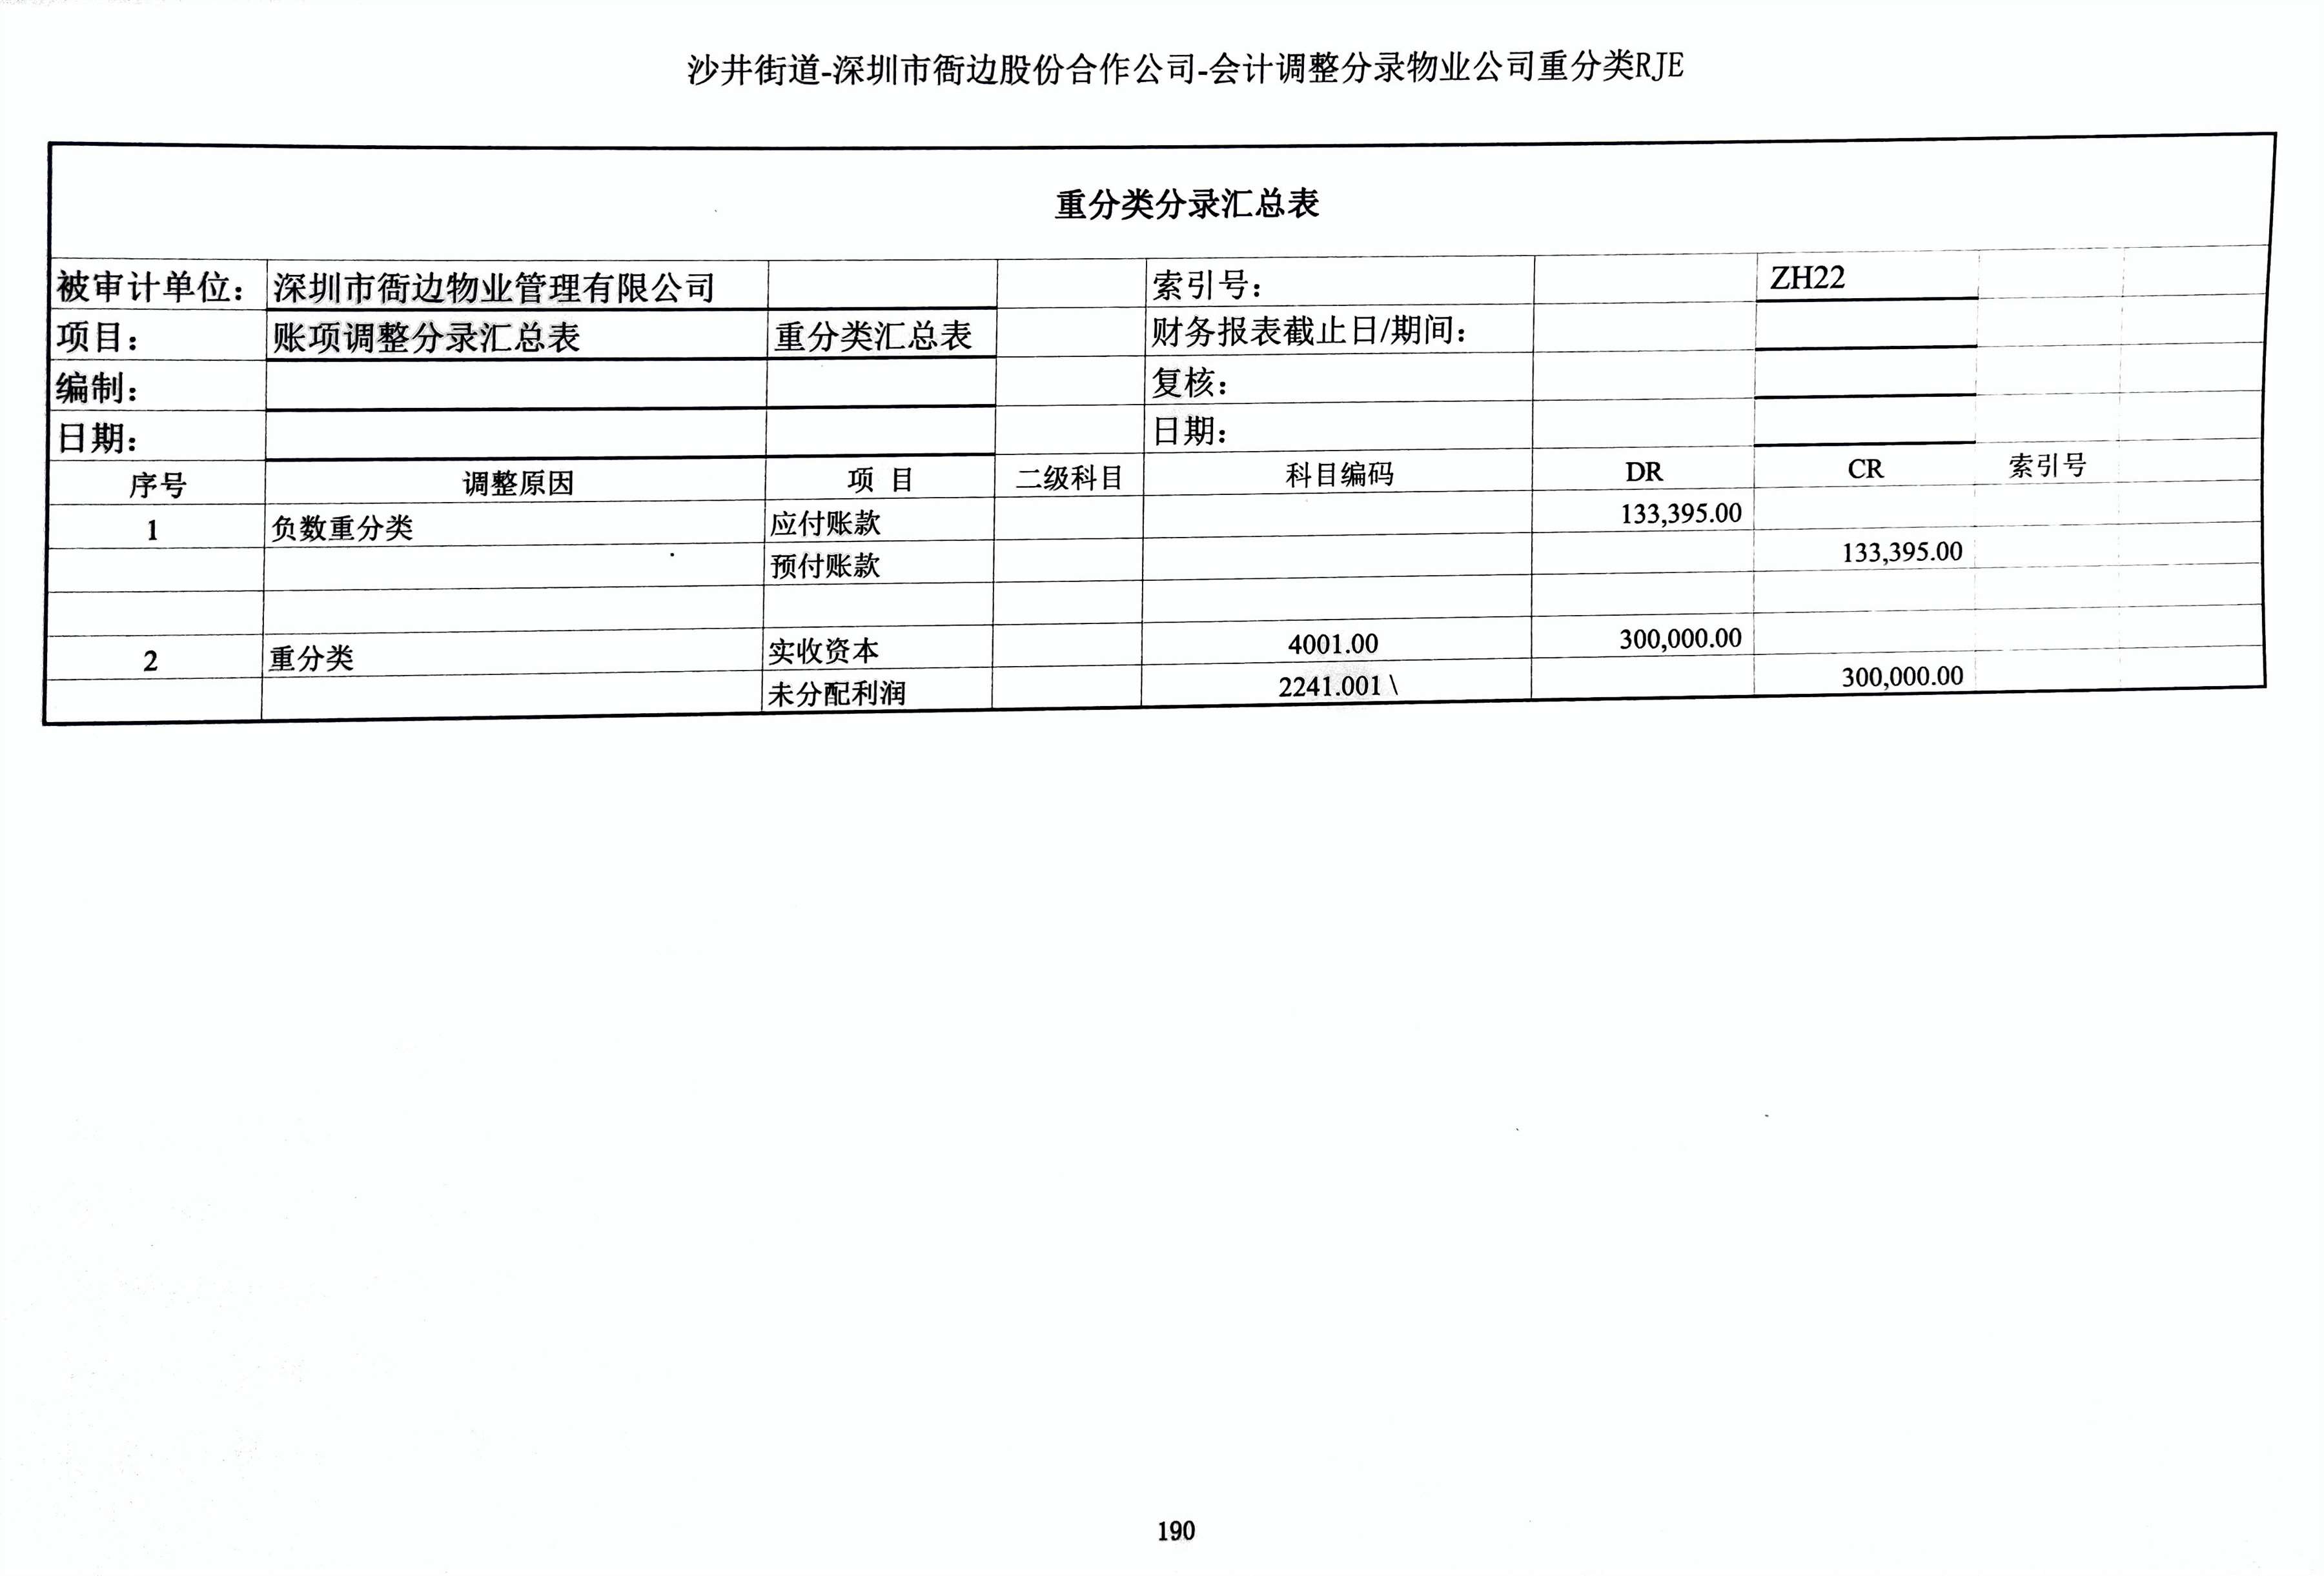 沙井街道-深圳市衙边股份合作公司-会计调整分录物业公司重分类RJE
重分类分录汇总表
被审计单位： 深圳市衙边物业管理有限公司 索引号： ZH22
项目： 账项调整分录汇总表 重分类汇总表 财务报表截止日/期间：
编制： 复核：
日期： 日期：
序号 调整原因 项 目 二级科目 科目编码 DR CR 索引号
1 负数重分类 应付账款 133,395.00
预付账款 133,395.00
2 重分类 实收资本 4001.00 300,000.00
未分配利润 2241.001 \ 300,000.00
190